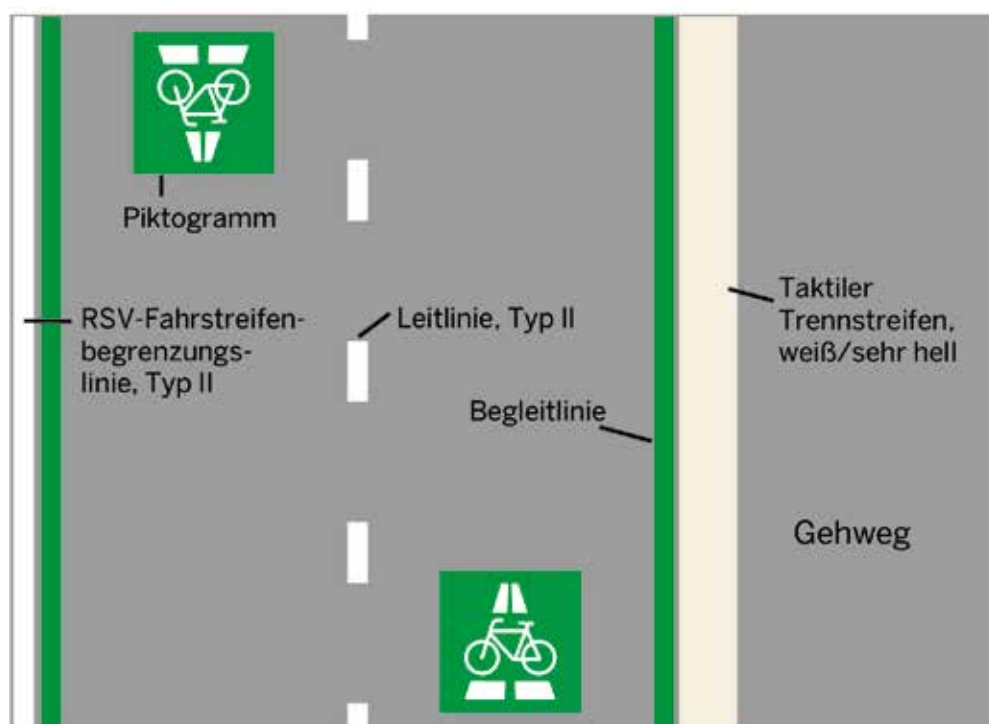 Piktogramm
RSV-Fahrstreifen-
begrenzungs-
linie, Typ II
Leitlinie, Typ II
Begleitlinie
Taktiler
Trennstreifen,
weiß/sehr hell
Gehweg